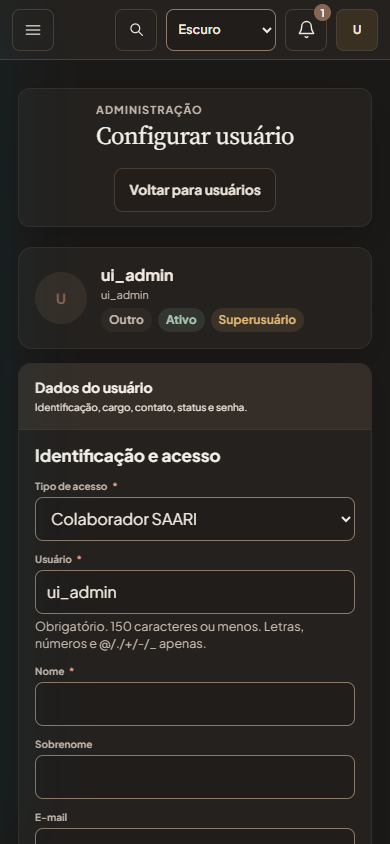 Escuro
1
U
ADMINISTRAÇÃO
Configurar usuário
Voltar para usuários
U
ui_admin
ui_admin
Outro Ativo Superusuário
Dados do usuário
Identificação, cargo, contato, status e senha.
Identificação e acesso
Tipo de acesso *
Colaborador SAARI
Usuário *
ui_admin
Obrigatório. 150 caracteres ou menos. Letras,
números e @/./+/-/_ apenas.
Nome *
Sobrenome
E-mail